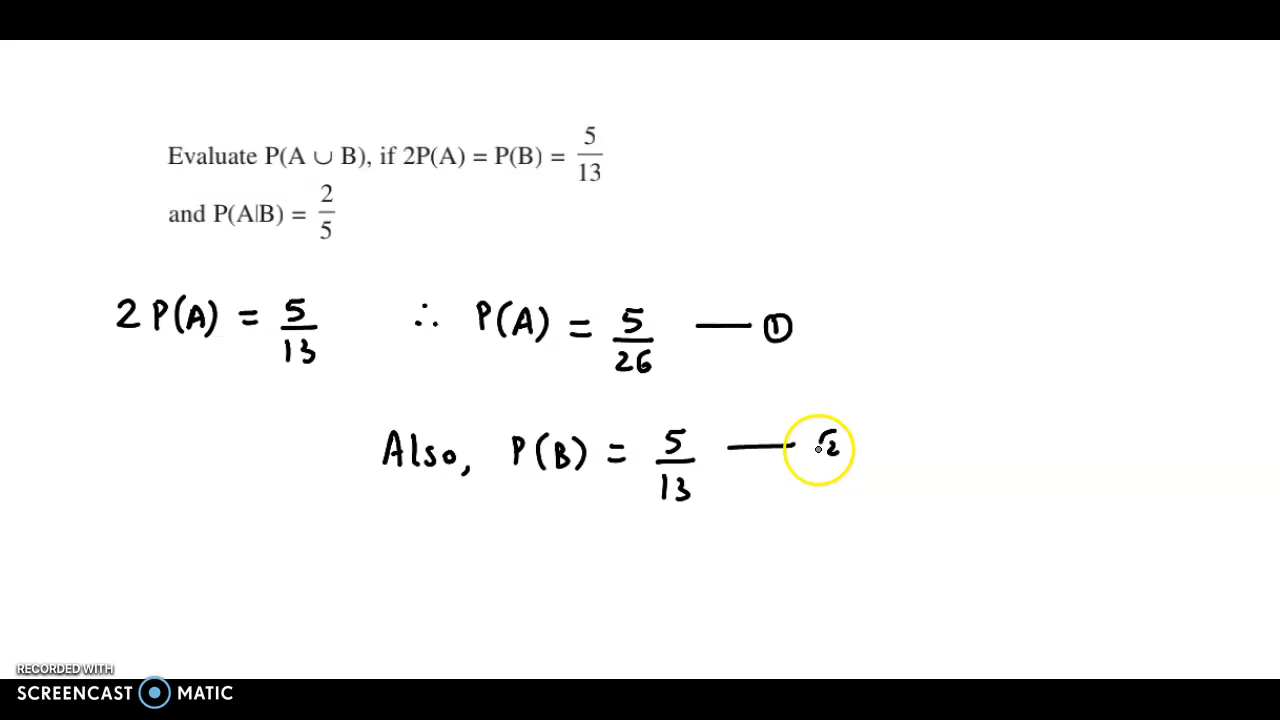 Evaluate P(A ∪ B), if 2P(A) = P(B) = 5/13
and P(A|B) = 2/5
2 P(A) = 5/13 ∴ P(A) = 5/26 — ①
Also, P(B) = 5/13 — 2
RECORDED WITH
SCREENCAST MATIC